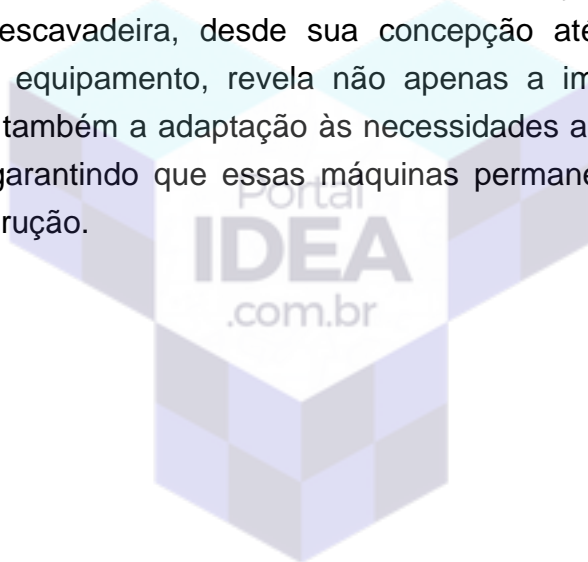 escavadeira, desde sua concepção até
equipamento, revela não apenas a im
também a adaptação às necessidades a
garantindo que essas máquinas permane
rução.
Portal
IDEA
.com.br